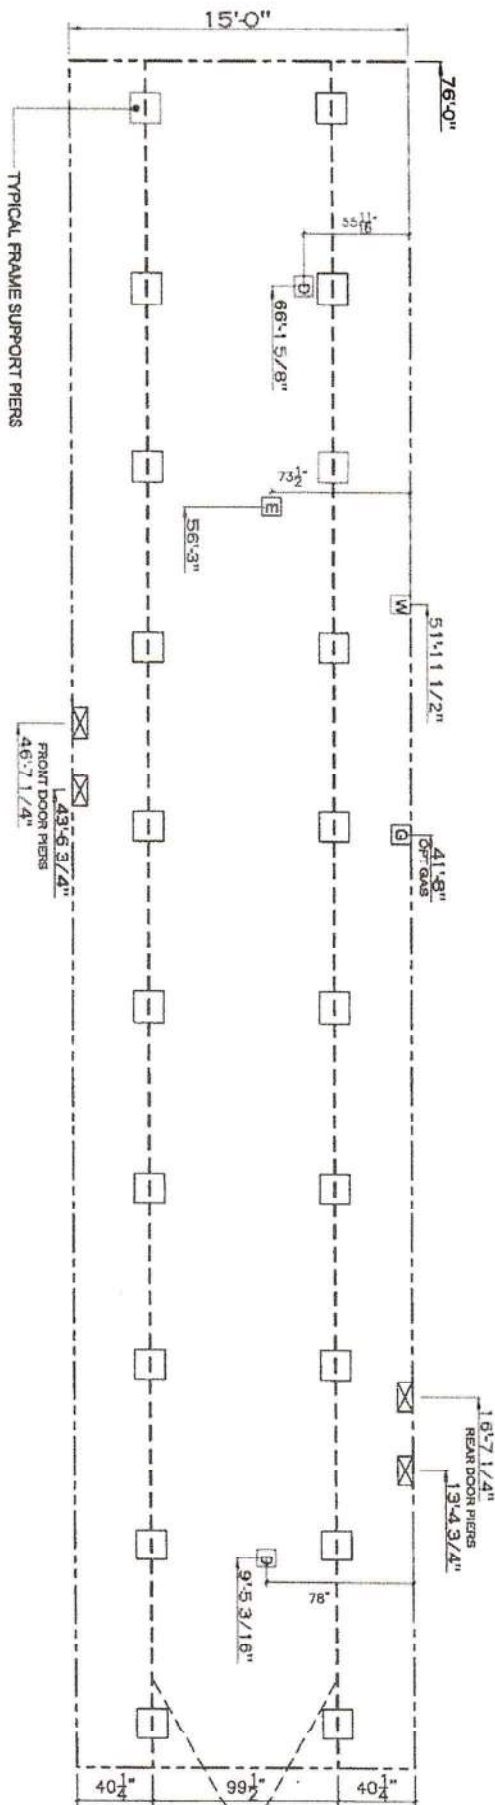 15'-0"
76'-0"
TYPICAL FRAME SUPPORT PIERS
55 11/16"
D
66'-1 5/8"
73 1/2"
E
56'-3"
W
51'-11 1/2"
46'-7 1/4"
FRONT DOOR PIERS
43'-6 3/4"
G
41'-8"
OPT GAS
16'-7 1/4"
REAR DOOR PIERS
13'-4 3/4"
D
9'-5 3/16"
78"
40 1/4"
99 1/2"
40 1/4"